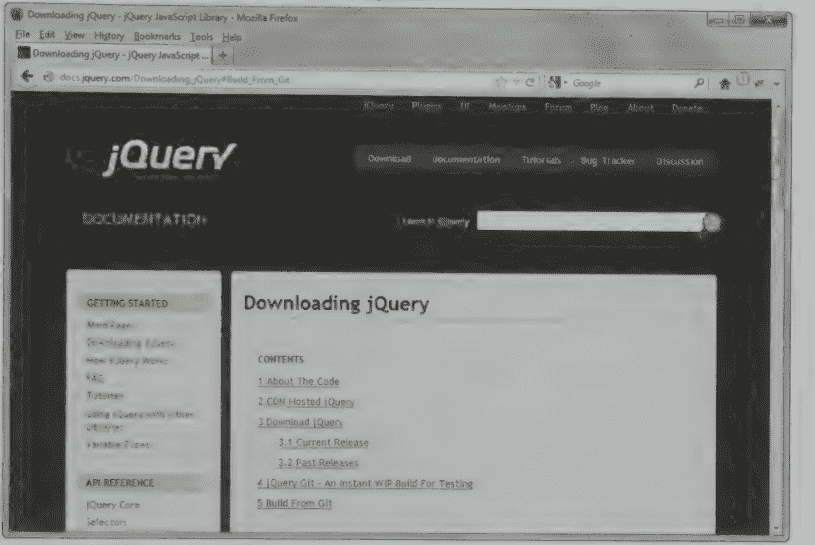 Downloading jQuery - jQuery JavaScript Library - Mozilla Firefox
File Edit View History Bookmarks Tools Help
Downloading jQuery - jQuery JavaScript ... +
docs.jquery.com/Downloading_jQuery#Build_From_Git Google
jQuery Plugins UI Meetups Forum Blog About Donate
jQuery
Download Documentation Tutorials Bug Tracker Discussion
DOCUMENTATION
Search jQuery
GETTING STARTED
Main Page
Downloading jQuery
How jQuery Works
FAQ
Tutorials
Using jQuery with Other
Libraries
Variable Types
API REFERENCE
jQuery Core
Selectors
Downloading jQuery
CONTENTS
1 About The Code
2 CDN Hosted jQuery
3 Download jQuery
3.1 Current Release
3.2 Past Releases
4 jQuery Git - An Instant WIP Build For Testing
5 Build From Git